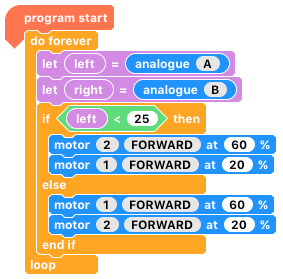 program start
do forever
let left = analogue A
let right = analogue B
if left < 25 then
motor 2 FORWARD at 60 %
motor 1 FORWARD at 20 %
else
motor 1 FORWARD at 60 %
motor 2 FORWARD at 20 %
end if
loop